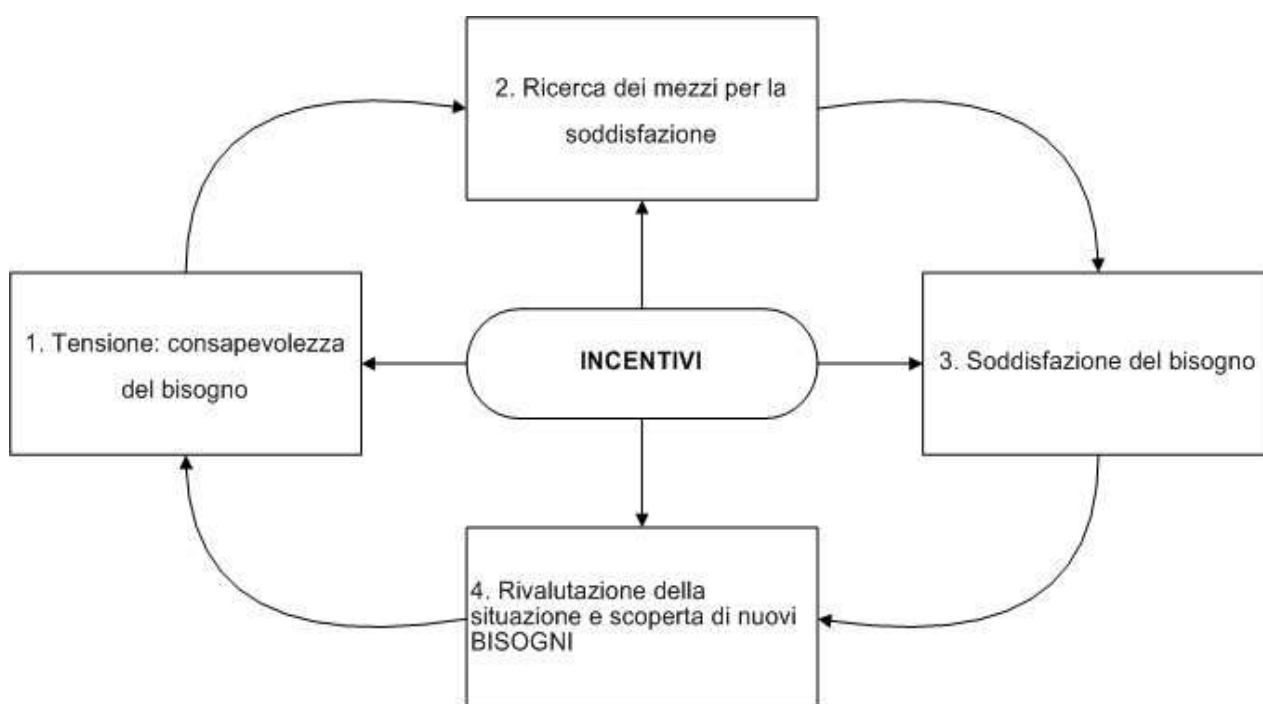 2. Ricerca dei mezzi per la
soddisfazione
1. Tensione: consapevolezza
del bisogno
INCENTIVI
3. Soddisfazione del bisogno
4. Rivalutazione della
situazione e scoperta di nuovi
BISOGNI